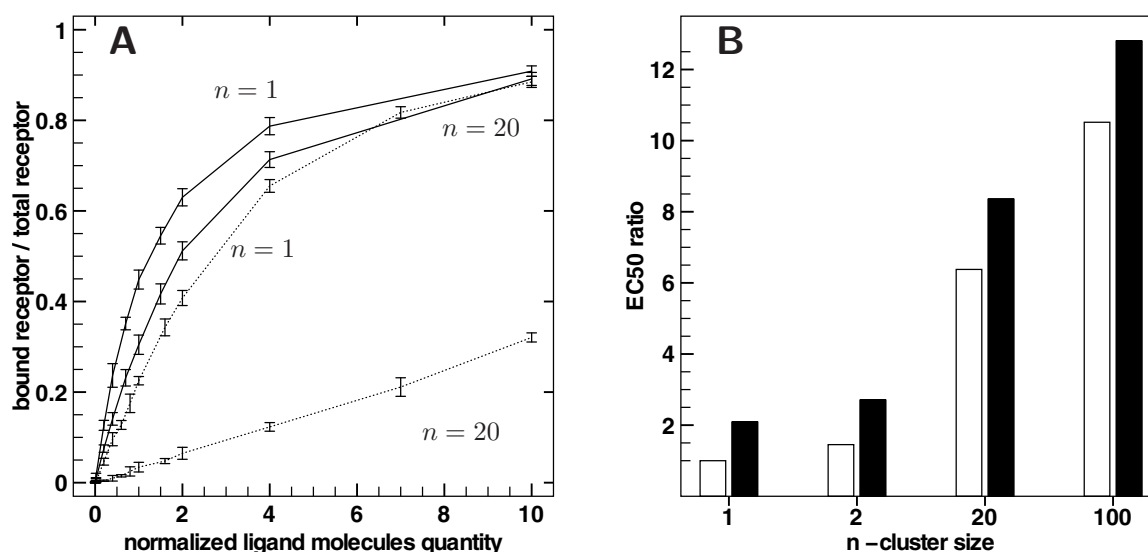 A
bound receptor / total receptor
1
0.8
0.6
0.4
0.2
0
n = 1
n = 20
n = 1
n = 20
0 2 4 6 8 10
normalized ligand molecules quantity
B
EC50 ratio
12
10
8
6
4
2
1 2 20 100
n −cluster size